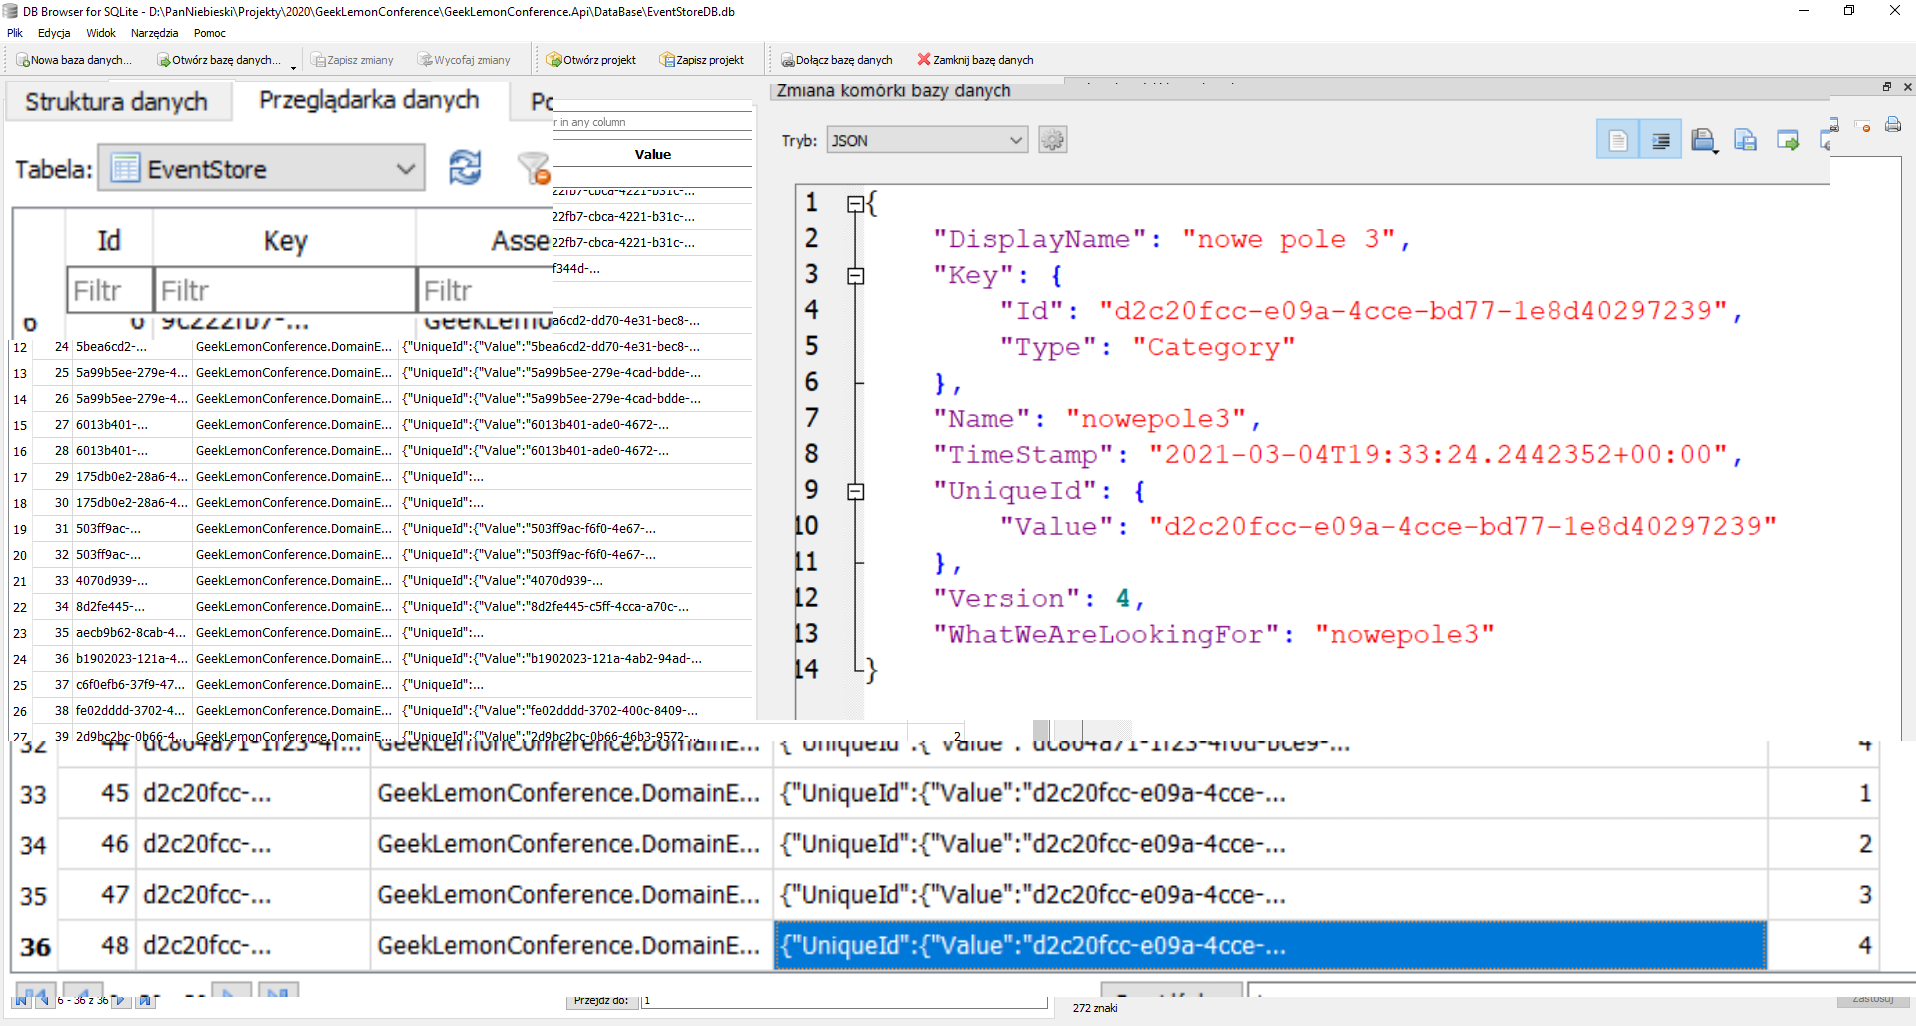 DB Browser for SQLite - D:\PanNiebieski\Projekty\2020\GeekLemonConference\GeekLemonConference.Api\DataBase\EventStoreDB.db
Plik Edycja Widok Narzędzia Pomoc
Nowa baza danych... Otwórz bazę danych... Zapisz zmiany Wycofaj zmiany Otwórz projekt Zapisz projekt Dołącz bazę danych Zamknij bazę danych
Struktura danych Przeglądarka danych
Tabela: EventStore
r in any column
Value
Id Key Asse
Filtr Filtr Filtr
22fb7-cbca-4221-b31c-...
22fb7-cbca-4221-b31c-...
22fb7-cbca-4221-b31c-...
f344d-...
6 6 9c222fb7-... GeekLemo
a6cd2-dd70-4e31-bec8-...
12 24 5bea6cd2-... GeekLemonConference.DomainE... {"UniqueId":{"Value":"5bea6cd2-dd70-4e31-bec8-...
13 25 5a99b5ee-279e-4... GeekLemonConference.DomainE... {"UniqueId":{"Value":"5a99b5ee-279e-4cad-bdde-...
14 26 5a99b5ee-279e-4... GeekLemonConference.DomainE... {"UniqueId":{"Value":"5a99b5ee-279e-4cad-bdde-...
15 27 6013b401-... GeekLemonConference.DomainE... {"UniqueId":{"Value":"6013b401-ade0-4672-...
16 28 6013b401-... GeekLemonConference.DomainE... {"UniqueId":{"Value":"6013b401-ade0-4672-...
17 29 175db0e2-28a6-4... GeekLemonConference.DomainE... {"UniqueId":...
18 30 175db0e2-28a6-4... GeekLemonConference.DomainE... {"UniqueId":...
19 31 503ff9ac-... GeekLemonConference.DomainE... {"UniqueId":{"Value":"503ff9ac-f6f0-4e67-...
20 32 503ff9ac-... GeekLemonConference.DomainE... {"UniqueId":{"Value":"503ff9ac-f6f0-4e67-...
21 33 4070d939-... GeekLemonConference.DomainE... {"UniqueId":{"Value":"4070d939-...
22 34 8d2fe445-... GeekLemonConference.DomainE... {"UniqueId":{"Value":"8d2fe445-c5ff-4cca-a70c-...
23 35 aecb9b62-8cab-4... GeekLemonConference.DomainE... {"UniqueId":...
24 36 b1902023-121a-4... GeekLemonConference.DomainE... {"UniqueId":{"Value":"b1902023-121a-4ab2-94ad-...
25 37 c6f0efb6-37f9-47... GeekLemonConference.DomainE... {"UniqueId":...
26 38 fe02dddd-3702-4... GeekLemonConference.DomainE... {"UniqueId":{"Value":"fe02dddd-3702-400c-8409-...
27 39 2d9bc2bc-0b66-4... GeekLemonConference.DomainE... {"UniqueId":{"Value":"2d9bc2bc-0b66-46b3-9572-... 2
Zmiana komórki bazy danych
Tryb: JSON
1 {
2 "DisplayName": "nowe pole 3",
3 "Key": {
4 "Id": "d2c20fcc-e09a-4cce-bd77-1e8d40297239",
5 "Type": "Category"
6 },
7 "Name": "nowepole3",
8 "TimeStamp": "2021-03-04T19:33:24.2442352+00:00",
9 "UniqueId": {
10 "Value": "d2c20fcc-e09a-4cce-bd77-1e8d40297239"
11 },
12 "Version": 4,
13 "WhatWeAreLookingFor": "nowepole3"
14 }
32 44 dc804a71-1f23-4f... GeekLemonConference.DomainE... {"UniqueId":{"Value":"dc804a71-1f23-4f0d-bce9-... 4
33 45 d2c20fcc-... GeekLemonConference.DomainE... {"UniqueId":{"Value":"d2c20fcc-e09a-4cce-... 1
34 46 d2c20fcc-... GeekLemonConference.DomainE... {"UniqueId":{"Value":"d2c20fcc-e09a-4cce-... 2
35 47 d2c20fcc-... GeekLemonConference.DomainE... {"UniqueId":{"Value":"d2c20fcc-e09a-4cce-... 3
36 48 d2c20fcc-... GeekLemonConference.DomainE... {"UniqueId":{"Value":"d2c20fcc-e09a-4cce-... 4
6 - 36 z 36 Przejdź do: 1
272 znaki Zastosuj